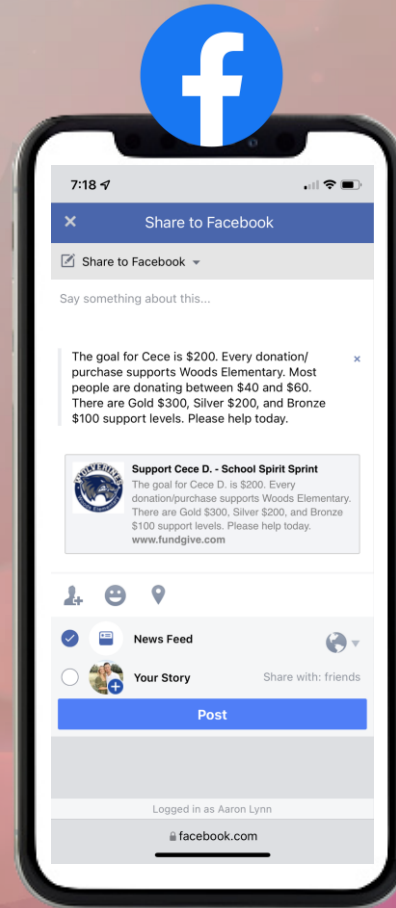 f
7:18
Share to Facebook
Share to Facebook
Say something about this...
The goal for Cece is $200. Every donation/
purchase supports Woods Elementary. Most
people are donating between $40 and $60.
There are Gold $300, Silver $200, and Bronze
$100 support levels. Please help today.
WOLVERINES
Support Cece D. - School Spirit Sprint
The goal for Cece D. is $200. Every
donation/purchase supports Woods Elementary.
There are Gold $300, Silver $200, and Bronze
$100 support levels. Please help today.
www.fundgive.com
News Feed
Your Story
Share with: friends
Post
Logged in as Aaron Lynn
facebook.com